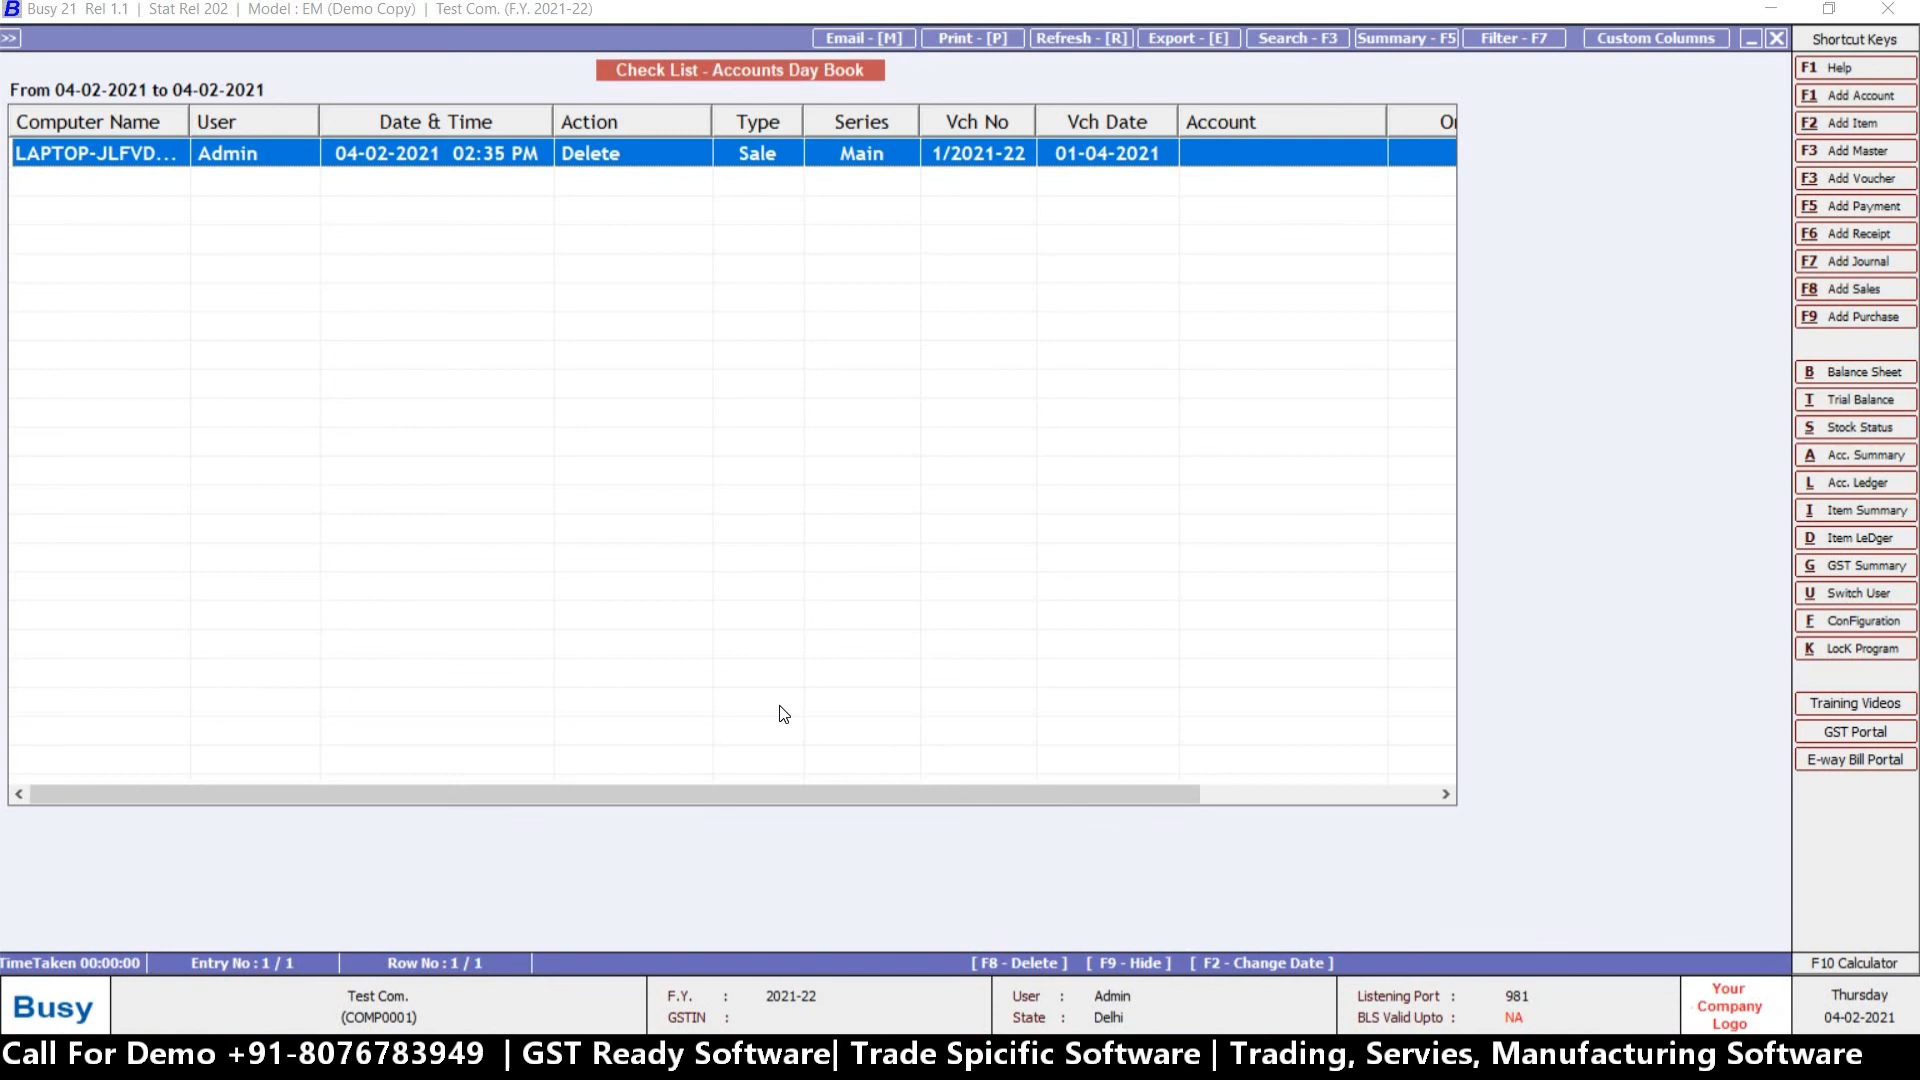 B Busy 21 Rel 1.1 | Stat Rel 202 | Model : EM (Demo Copy) | Test Com. (F.Y. 2021-22)
>> Email - [M] Print - [P] Refresh - [R] Export - [E] Search - F3 Summary - F5 Filter - F7 Custom Columns
Shortcut Keys
Check List - Accounts Day Book
From 04-02-2021 to 04-02-2021
Computer Name User Date & Time Action Type Series Vch No Vch Date Account
LAPTOP-JLFVD... Admin 04-02-2021 02:35 PM Delete Sale Main 1/2021-22 01-04-2021
F1 Help
F1 Add Account
F2 Add Item
F3 Add Master
F3 Add Voucher
F5 Add Payment
F6 Add Receipt
F7 Add Journal
F8 Add Sales
F9 Add Purchase
B Balance Sheet
T Trial Balance
S Stock Status
A Acc. Summary
L Acc. Ledger
I Item Summary
D Item LeDger
G GST Summary
U Switch User
F ConFiguration
K LocK Program
Training Videos
GST Portal
E-way Bill Portal
TimeTaken 00:00:00 Entry No : 1 / 1 Row No : 1 / 1 [ F8 - Delete ] [ F9 - Hide ] [ F2 - Change Date ]
F10 Calculator
Busy
Test Com.
(COMP0001)
F.Y. : 2021-22
GSTIN :
User : Admin
State : Delhi
Listening Port : 981
BLS Valid Upto : NA
Your
Company
Logo
Thursday
04-02-2021
Call For Demo +91-8076783949 | GST Ready Software| Trade Spicific Software | Trading, Servies, Manufacturing Software